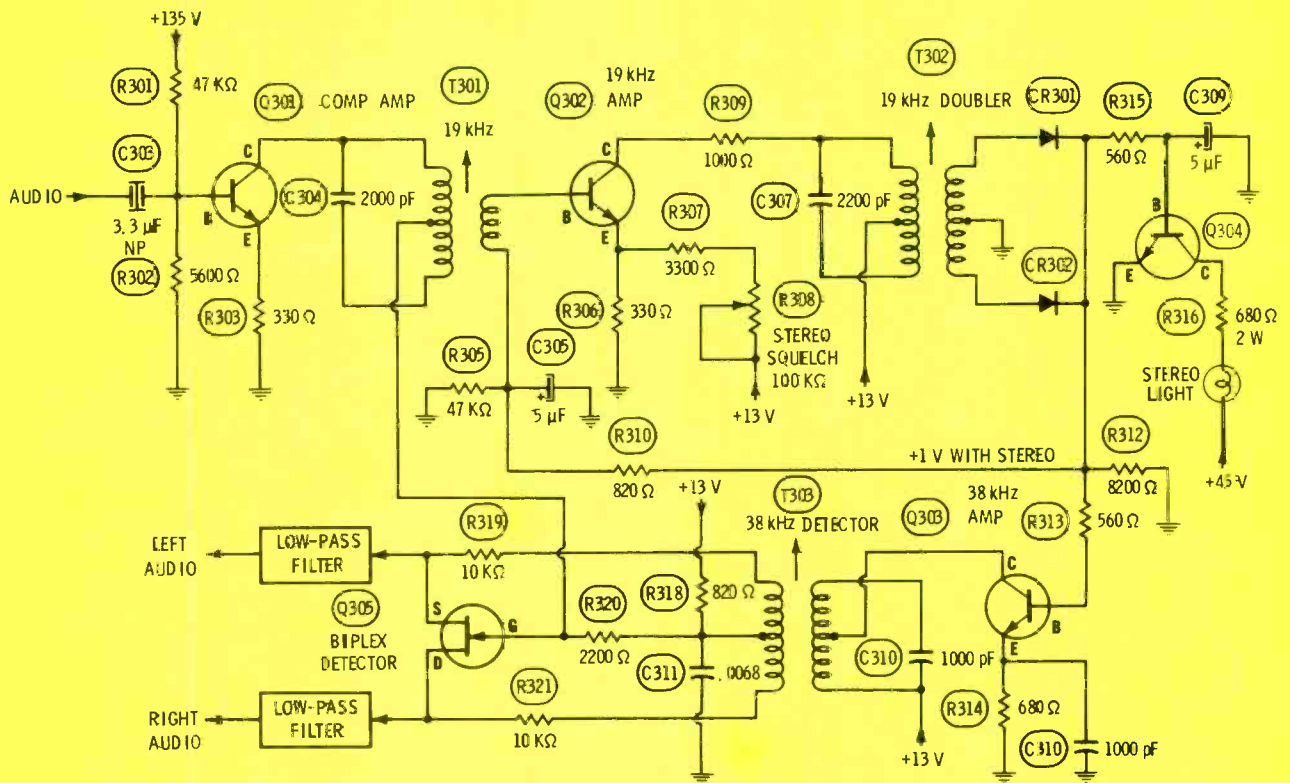 +135 V
R301
47 KΩ
Q301
COMP AMP
T301
19 kHz
Q302
19 kHz
AMP
R309
1000 Ω
T302
19 kHz DOUBLER
CR301
R315
560 Ω
C309
+
5 µF
C303
AUDIO
3.3 µF
NP
B
C
E
C304
2000 pF
R302
5600 Ω
R303
330 Ω
C
B
E
R307
3300 Ω
C307
2200 pF
CR302
B
Q304
E
C
R306
330 Ω
R308
STEREO
SQUELCH
100 KΩ
+13 V
+13 V
R316
680 Ω
2 W
STEREO
LIGHT
R305
47 KΩ
C305
+
5 µF
R310
820 Ω
+1 V WITH STEREO
R312
8200 Ω
+13 V
T303
38 kHz DETECTOR
Q303
38 kHz
AMP
R313
560 Ω
LEFT
AUDIO
LOW-PASS
FILTER
R319
10 KΩ
R318
820 Ω
Q305
BIPLEX
DETECTOR
S
G
D
R320
2200 Ω
C311
.0068
C310
1000 pF
C
B
E
R314
680 Ω
C310
1000 pF
RIGHT
AUDIO
LOW-PASS
FILTER
R321
10 KΩ
+13 V